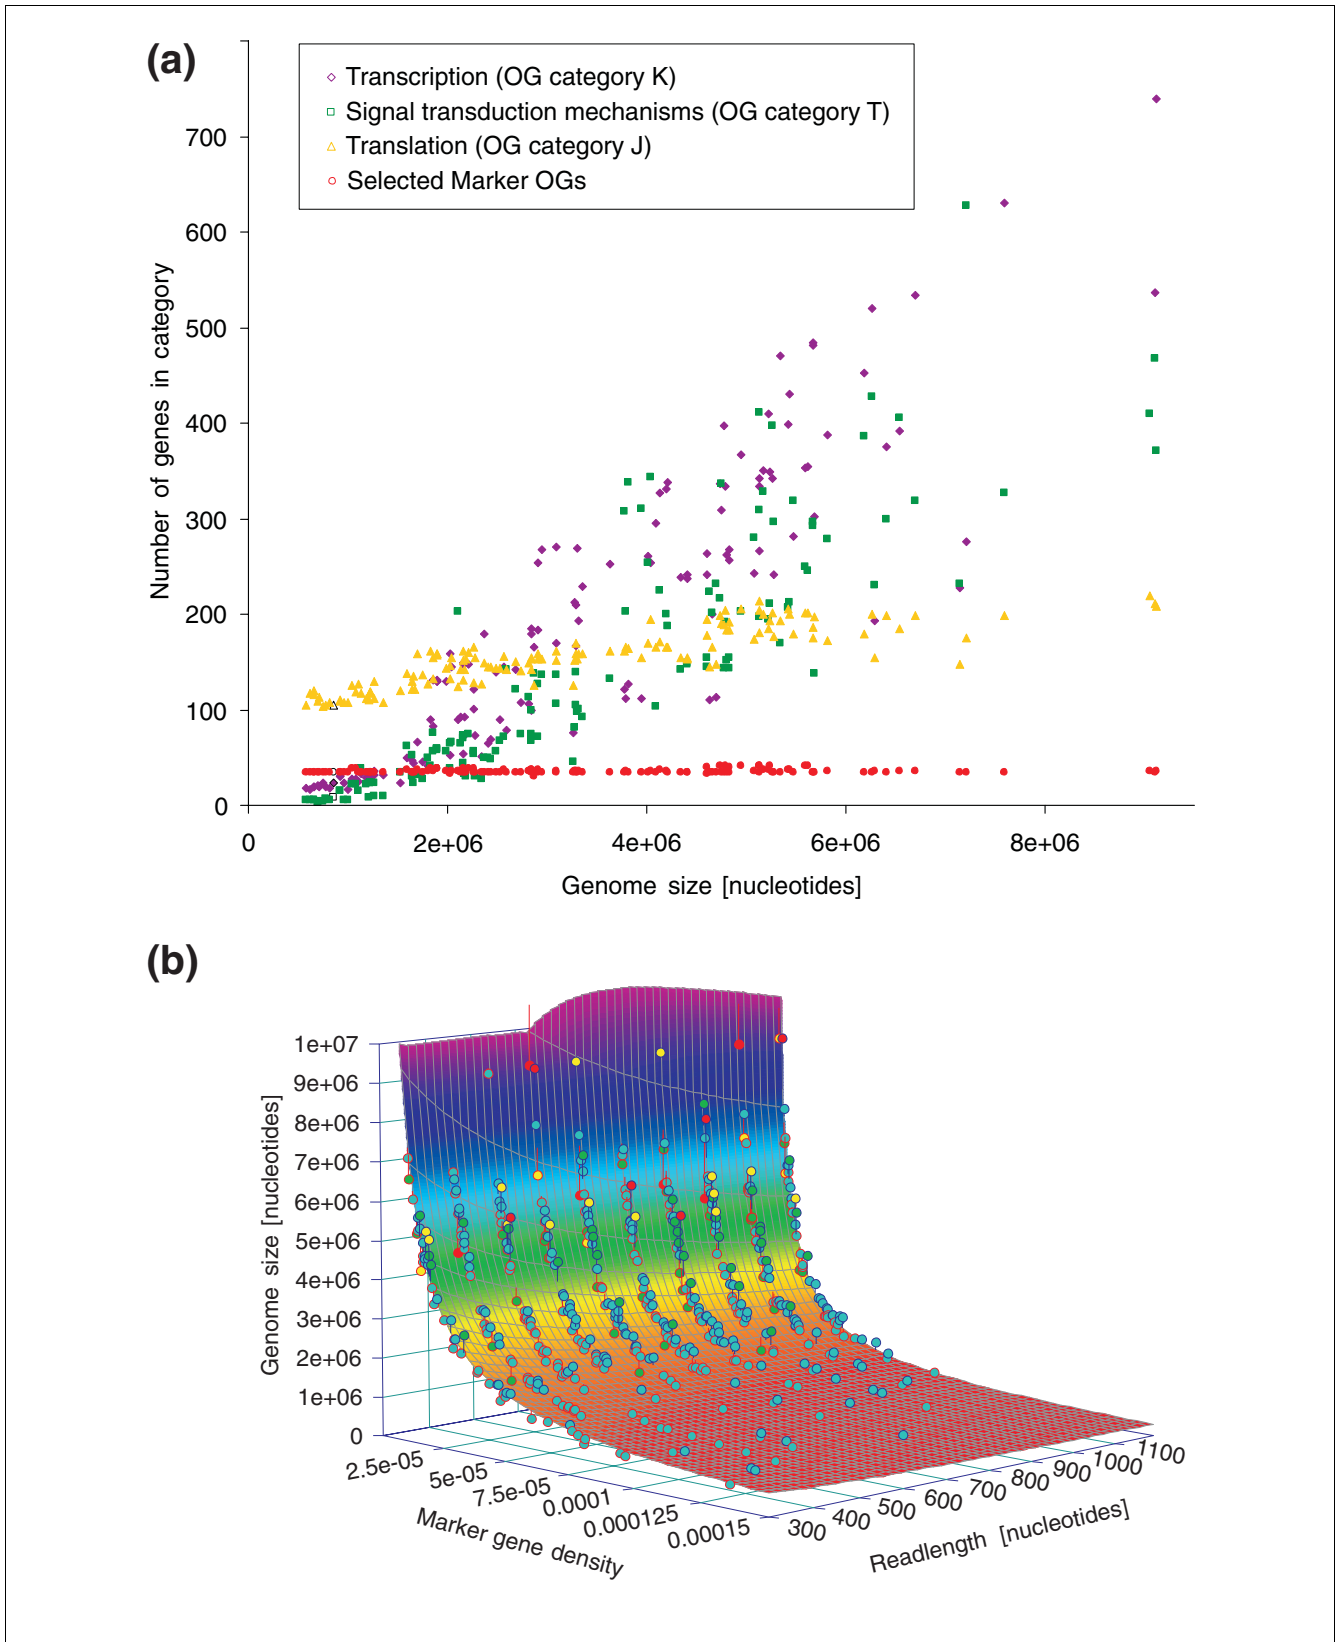 (a)
Transcription (OG category K)
Signal transduction mechanisms (OG category T)
Translation (OG category J)
Selected Marker OGs
700
600
500
400
300
200
100
0
Number of genes in category
0 2e+06 4e+06 6e+06 8e+06
Genome size [nucleotides]
(b)
1e+07
9e+06
8e+06
7e+06
6e+06
5e+06
4e+06
3e+06
2e+06
1e+06
0
Genome size [nucleotides]
2.5e-05
5e-05
7.5e-05
0.0001
0.000125
0.00015
Marker gene density
300
400
500
600
700
800
900
1000
1100
Readlength [nucleotides]